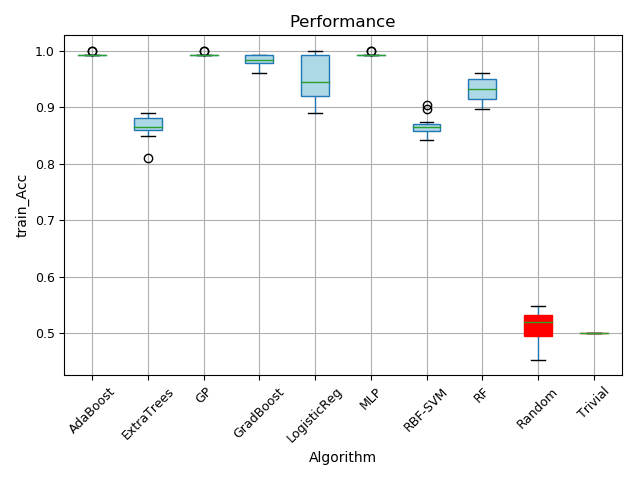 Performance
1.0
0.9
0.8
0.7
0.6
0.5
train_Acc
AdaBoost
ExtraTrees
GP
GradBoost
LogisticReg
MLP
RBF-SVM
RF
Random
Trivial
Algorithm